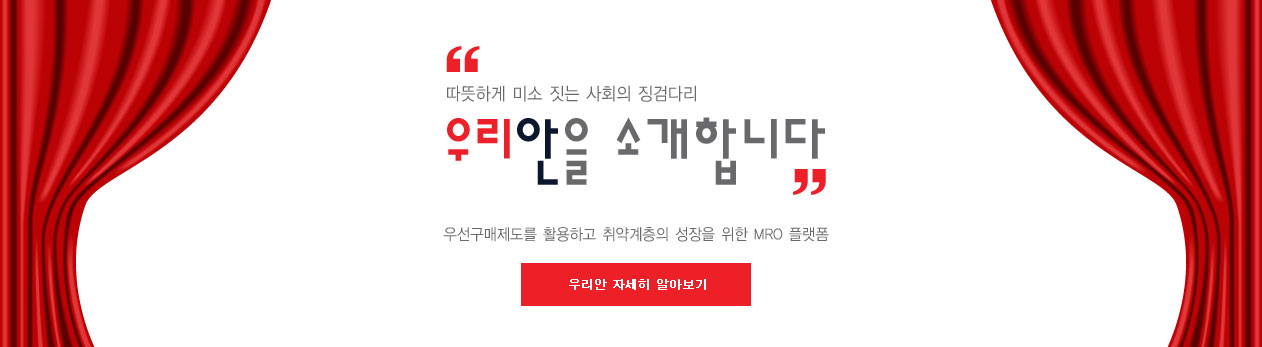 “
따뜻하게 미소 짓는 사회의 징검다리
우리안을 소개합니다
”
우선구매제도를 활용하고 취약계층의 성장을 위한 MRO 플랫폼
우리안 자세히 알아보기